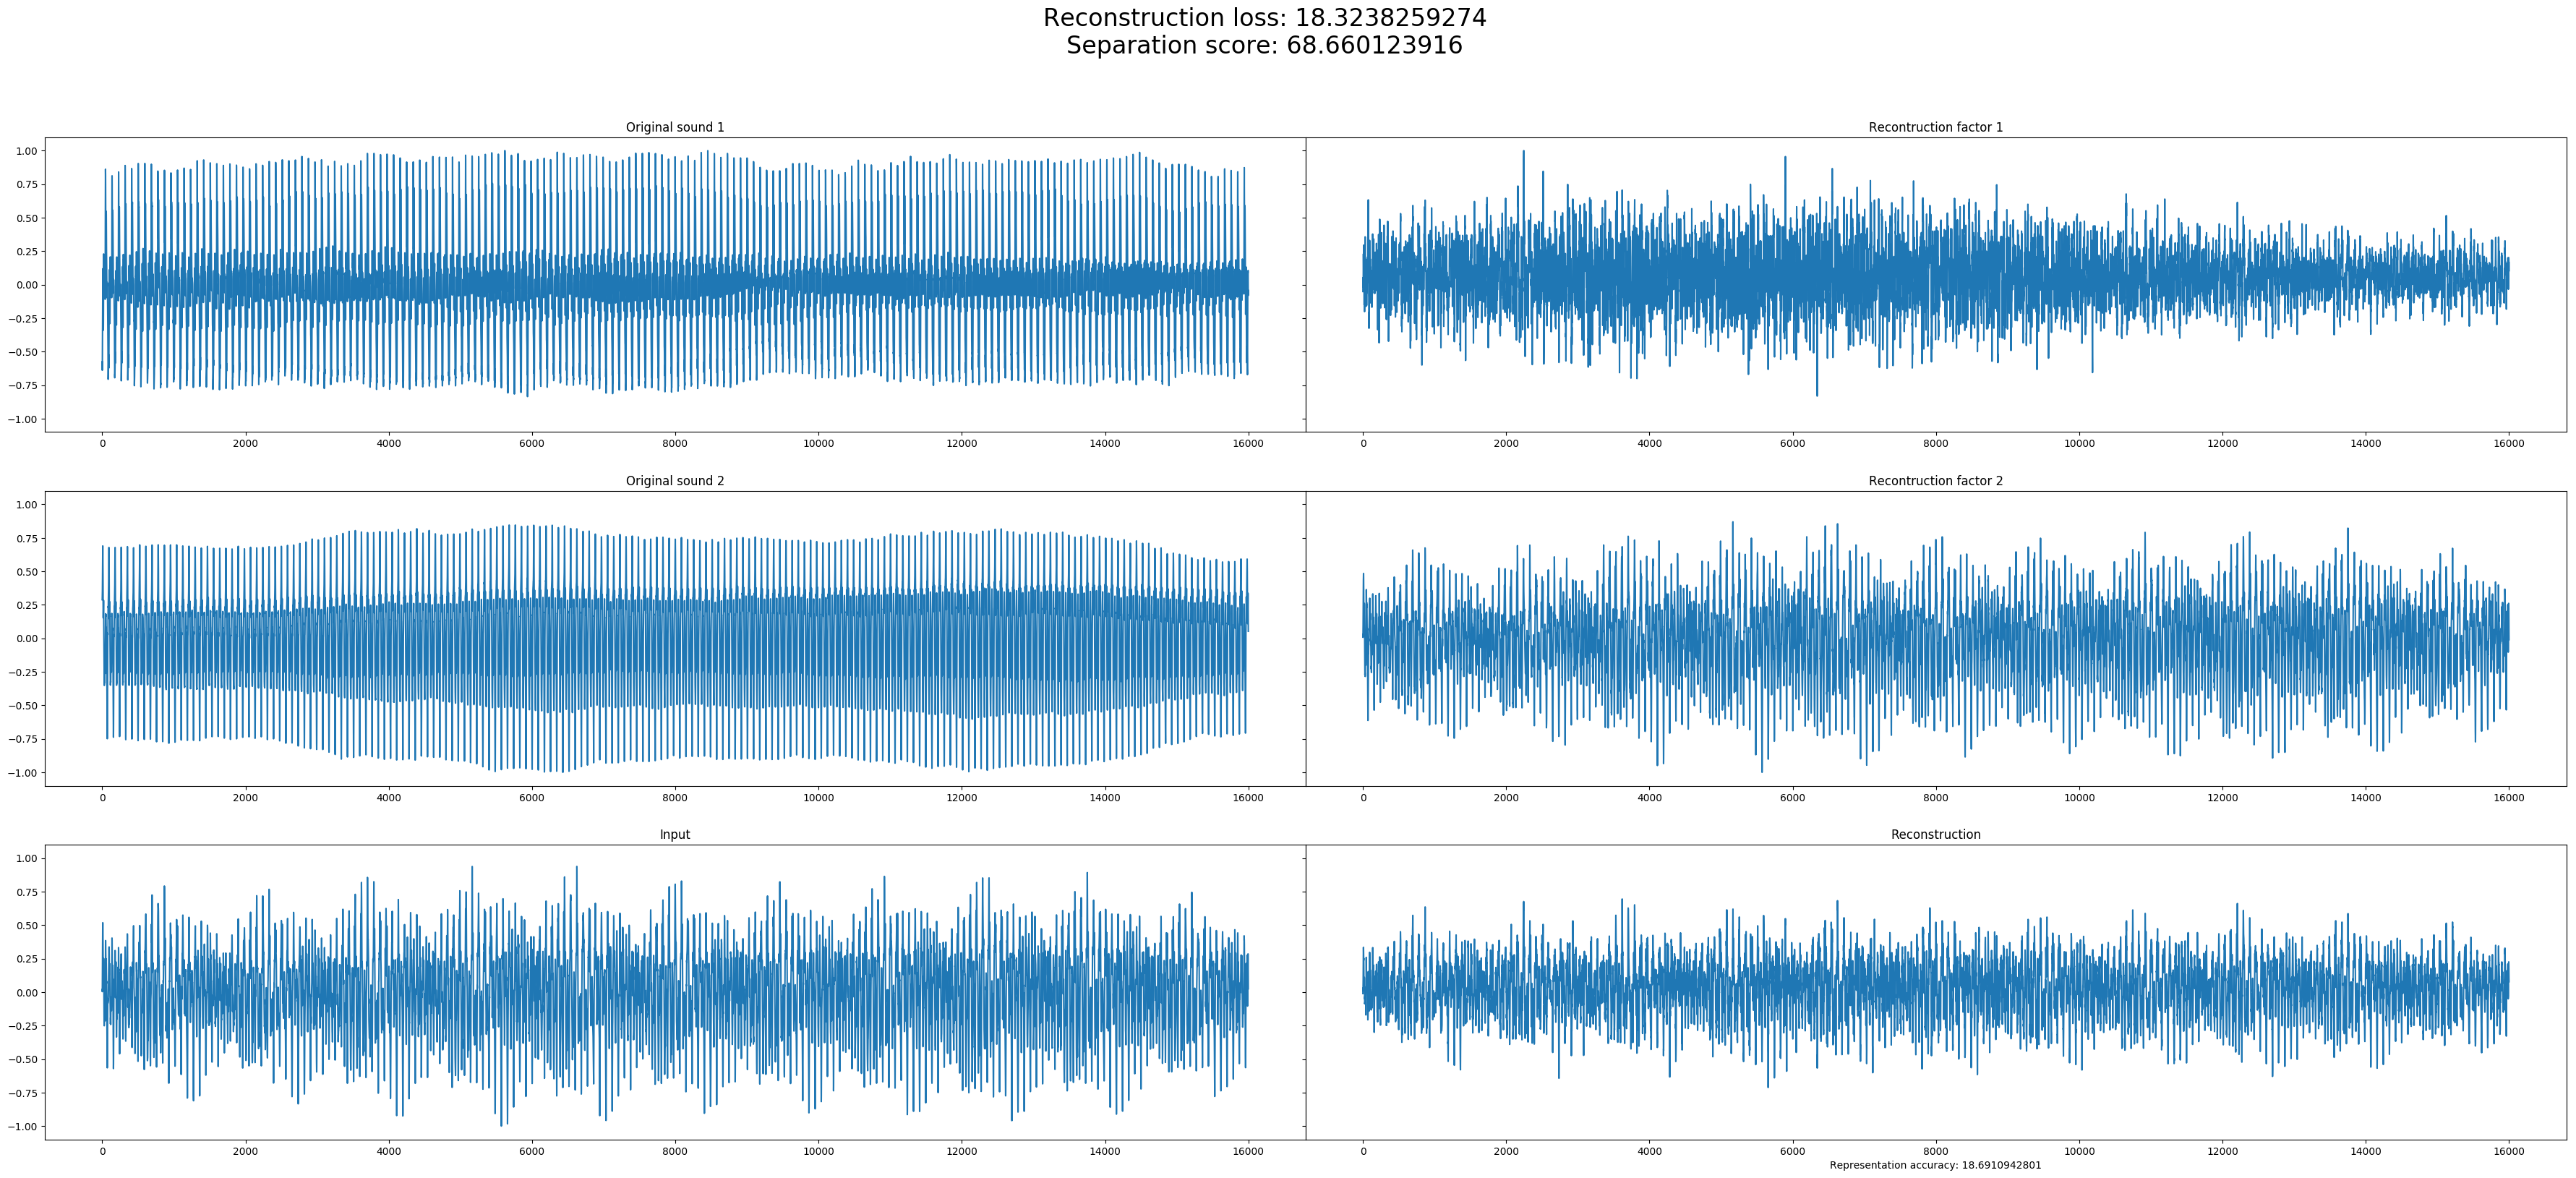 Reconstruction loss: 18.3238259274
Separation score: 68.660123916
Original sound 1
Recontruction factor 1
1.00
0.75
0.50
0.25
0.00
−0.25
−0.50
−0.75
−1.00
0 2000 4000 6000 8000 10000 12000 14000 16000
0 2000 4000 6000 8000 10000 12000 14000 16000
Original sound 2
Recontruction factor 2
1.00
0.75
0.50
0.25
0.00
−0.25
−0.50
−0.75
−1.00
0 2000 4000 6000 8000 10000 12000 14000 16000
0 2000 4000 6000 8000 10000 12000 14000 16000
Input
Reconstruction
1.00
0.75
0.50
0.25
0.00
−0.25
−0.50
−0.75
−1.00
0 2000 4000 6000 8000 10000 12000 14000 16000
0 2000 4000 6000 8000 10000 12000 14000 16000
Representation accuracy: 18.6910942801